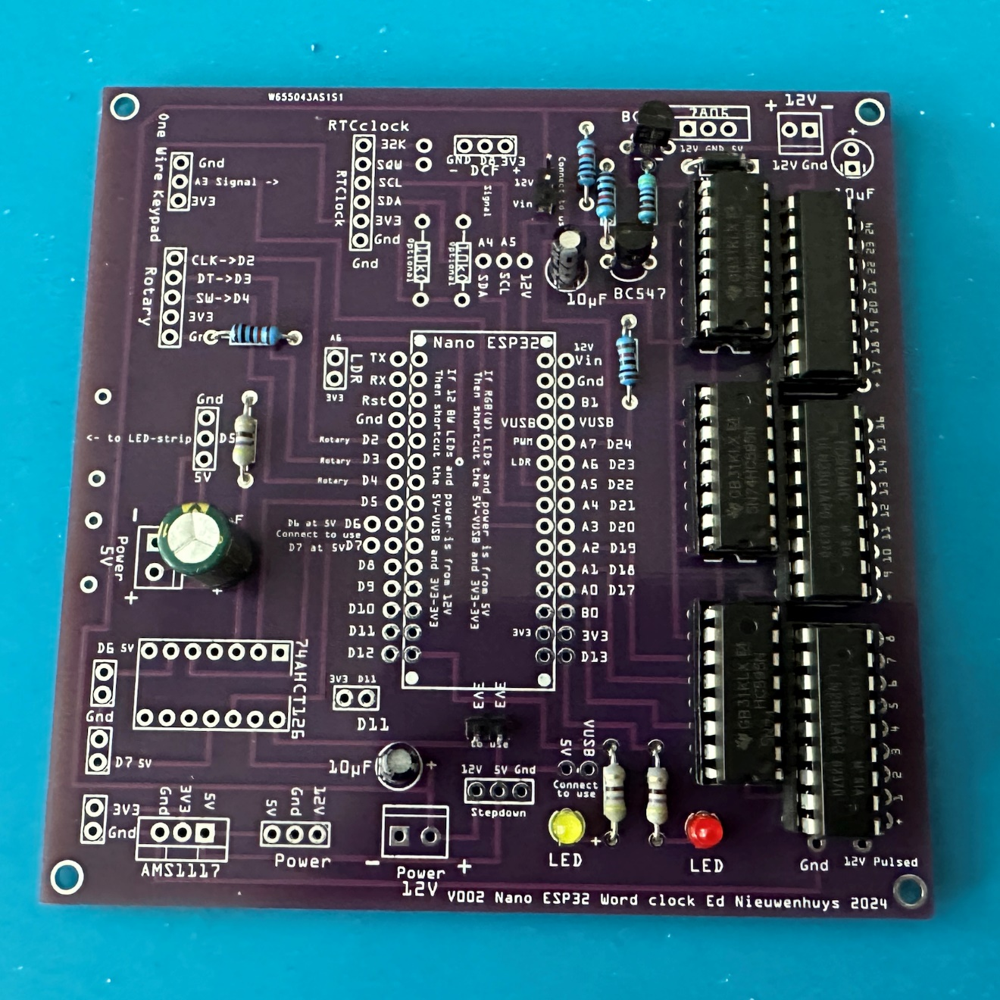 W655043AS1S1
RTCclock
32K
SQW
SCL
SDA
3V3
Gnd
Gnd
RTClock
One Wire Keypad
Gnd
A3 Signal ->
3V3
GND D8 3V3
- DCF +
Signal
12V
Vin
7805
12V GND 5V
+ 12V -
12V Gnd
+
10µF
Rotary
CLK->D2
DT->D3
SW->D4
3V3
Optional
10KΩ
Optional
10KΩ
A4 A5
SDA
SCL
12V
10µF
BC547
24
23
22
21
20
19
18
17
+
A6
LDR
3V3
Nano ESP32
TX
RX
Rst
Gnd
Rotary D2
Rotary D3
Rotary D4
D5
D6 at 5V D6
Connect to use
D7 at 5V D7
D8
D9
D10
D11
D12
If 12 BW LEDs and power is from 12V
Then shortcut the 5V-VUSB and 3V3-3V3
If RGB(W) LEDs and power is from 5V
Then shortcut the 5V-VUSB and 3V3-3V3
12V
Vin
Gnd
B1
VUSB VUSB
PWM A7 D24
LDR A6 D23
A5 D22
A4 D21
A3 D20
A2 D19
A1 D18
A0 D17
B0
3V3 3V3
D13
Gnd
<- to LED-strip D5
5V
-
Power
5V
+
+
16
15
14
13
12
11
10
9
D6 5V
Gnd
D7 5V
74AHCT126
3V3 D11
D11
3V3
3V3
to use
8
7
6
5
4
3
2
1
+
10µF
+
12V 5V Gnd
Stepdown
5V
VUSB
Connect
to use
3V3
Gnd
Gnd
3V3
5V
AMS1117
5V
Gnd
12V
Power
- Power +
12V
+
LED
LED
Gnd
12V Pulsed
V002 Nano ESP32 Word clock Ed Nieuwenhuys 2024